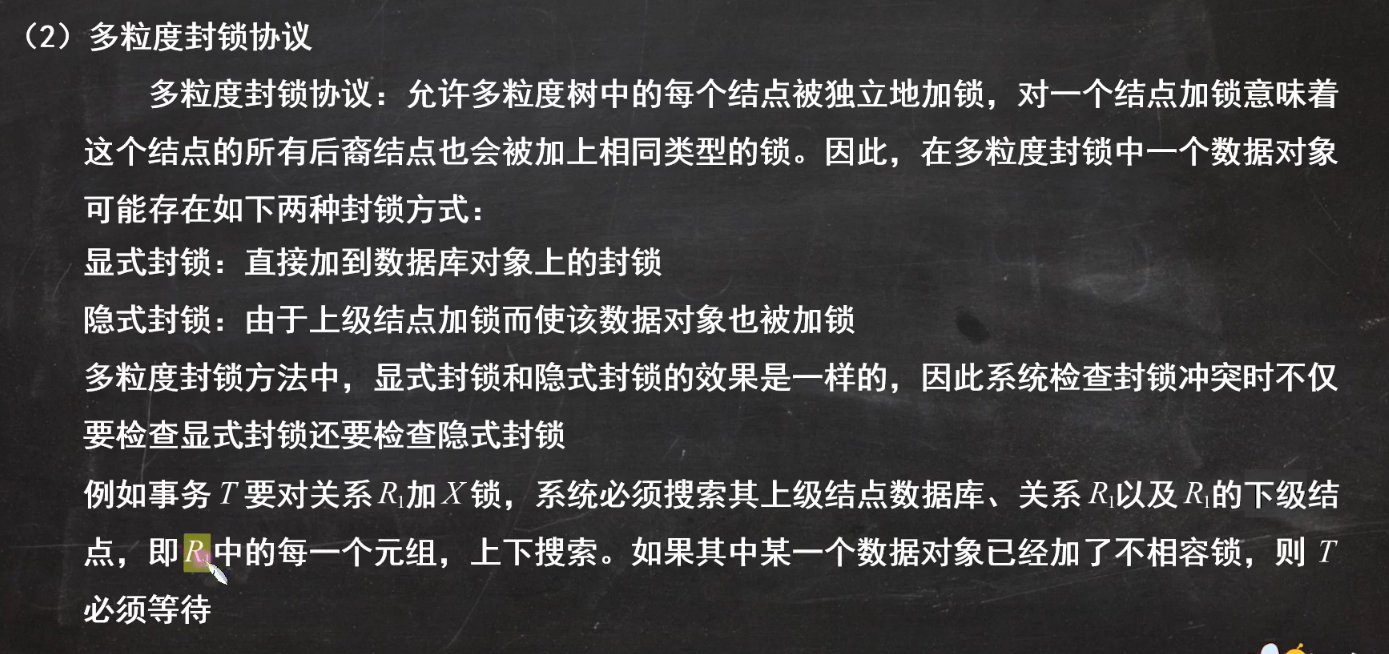 （2）多粒度封锁协议
多粒度封锁协议：允许多粒度树中的每个结点被独立地加锁，对一个结点加锁意味着
这个结点的所有后裔结点也会被加上相同类型的锁。因此，在多粒度封锁中一个数据对象
可能存在如下两种封锁方式：
显式封锁：直接加到数据库对象上的封锁
隐式封锁：由于上级结点加锁而使该数据对象也被加锁
多粒度封锁方法中，显式封锁和隐式封锁的效果是一样的，因此系统检查封锁冲突时不仅
要检查显式封锁还要检查隐式封锁
例如事务 T 要对关系 R₁加 X 锁，系统必须搜索其上级结点数据库、关系 R₁以及 R₁的下级结
点，即 R₁中的每一个元组，上下搜索。如果其中某一个数据对象已经加了不相容锁，则 T
必须等待